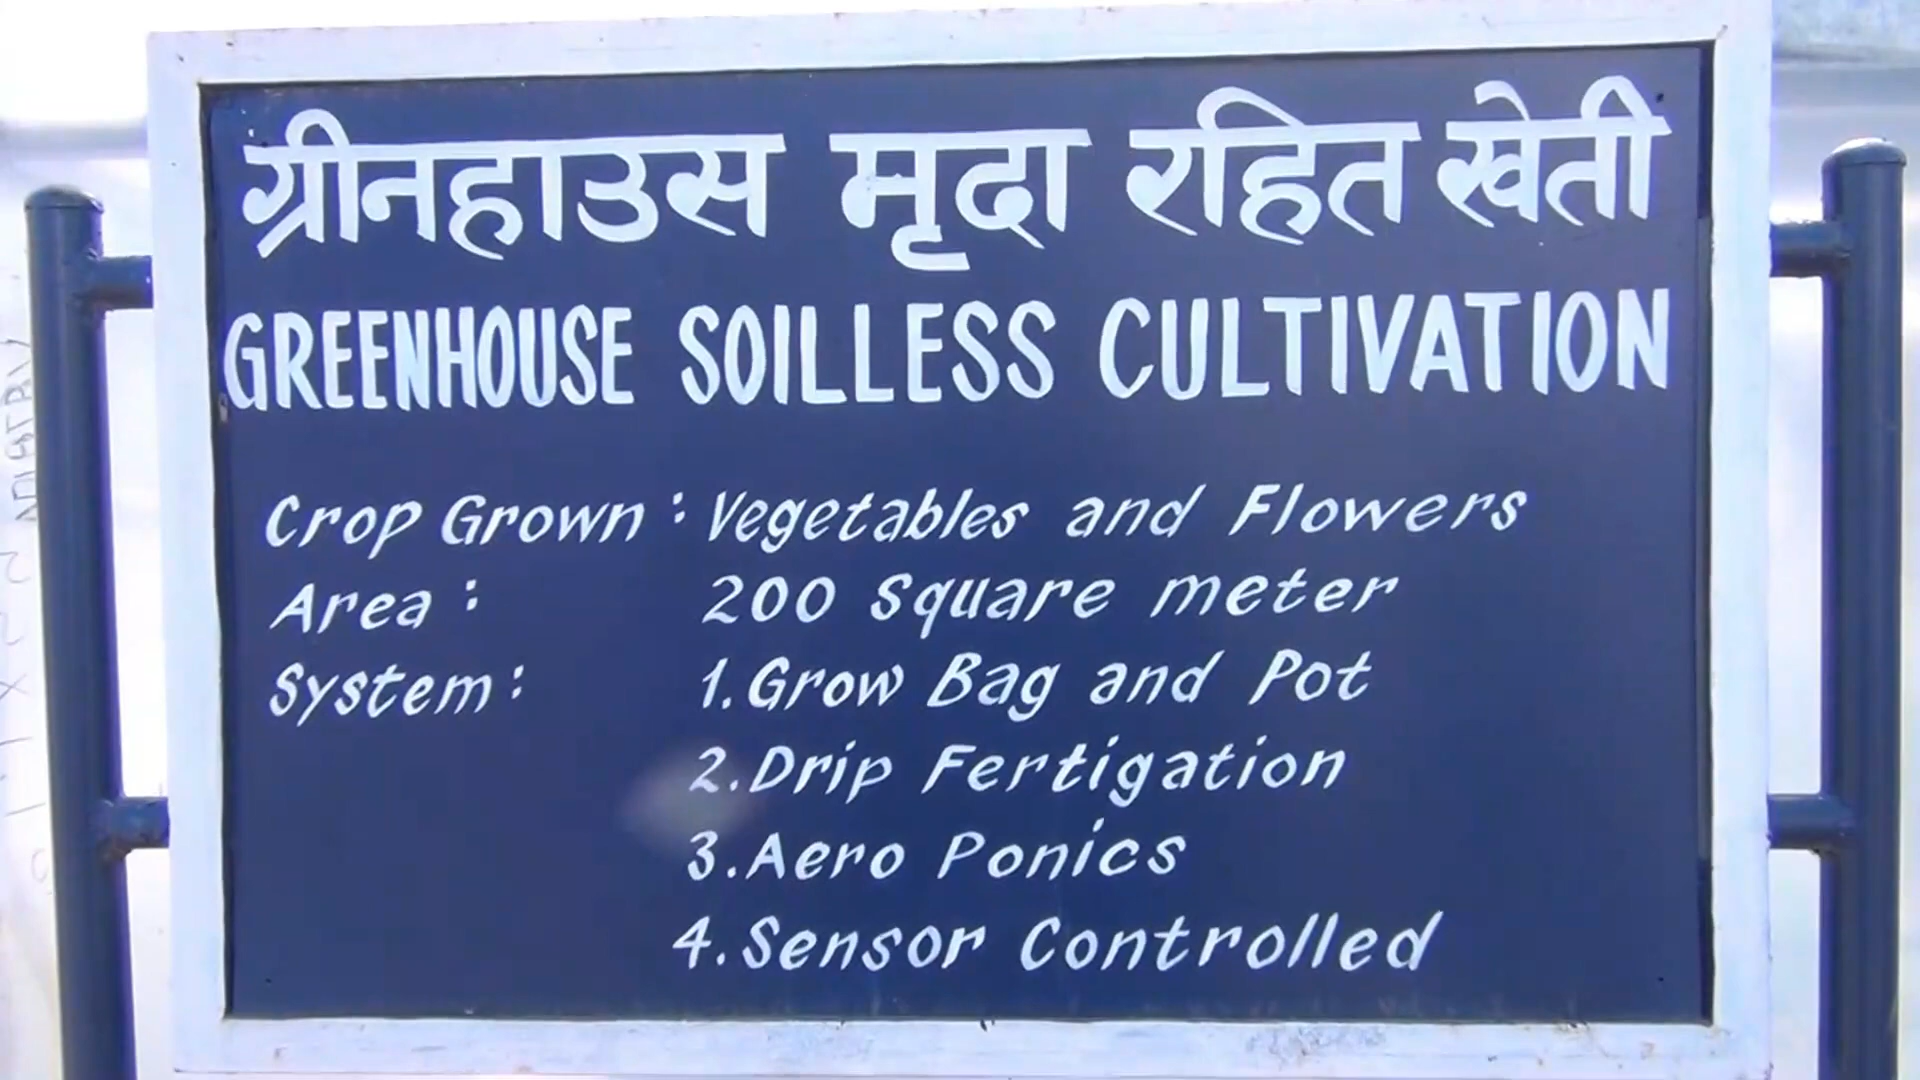 ग्रीनहाउस मृदा रहित खेती
GREENHOUSE SOILLESS CULTIVATION
Crop Grown : Vegetables and Flowers
Area : 200 Square meter
System : 1. Grow Bag and Pot
2. Drip Fertigation
3. Aero Ponics
4. Sensor Controlled